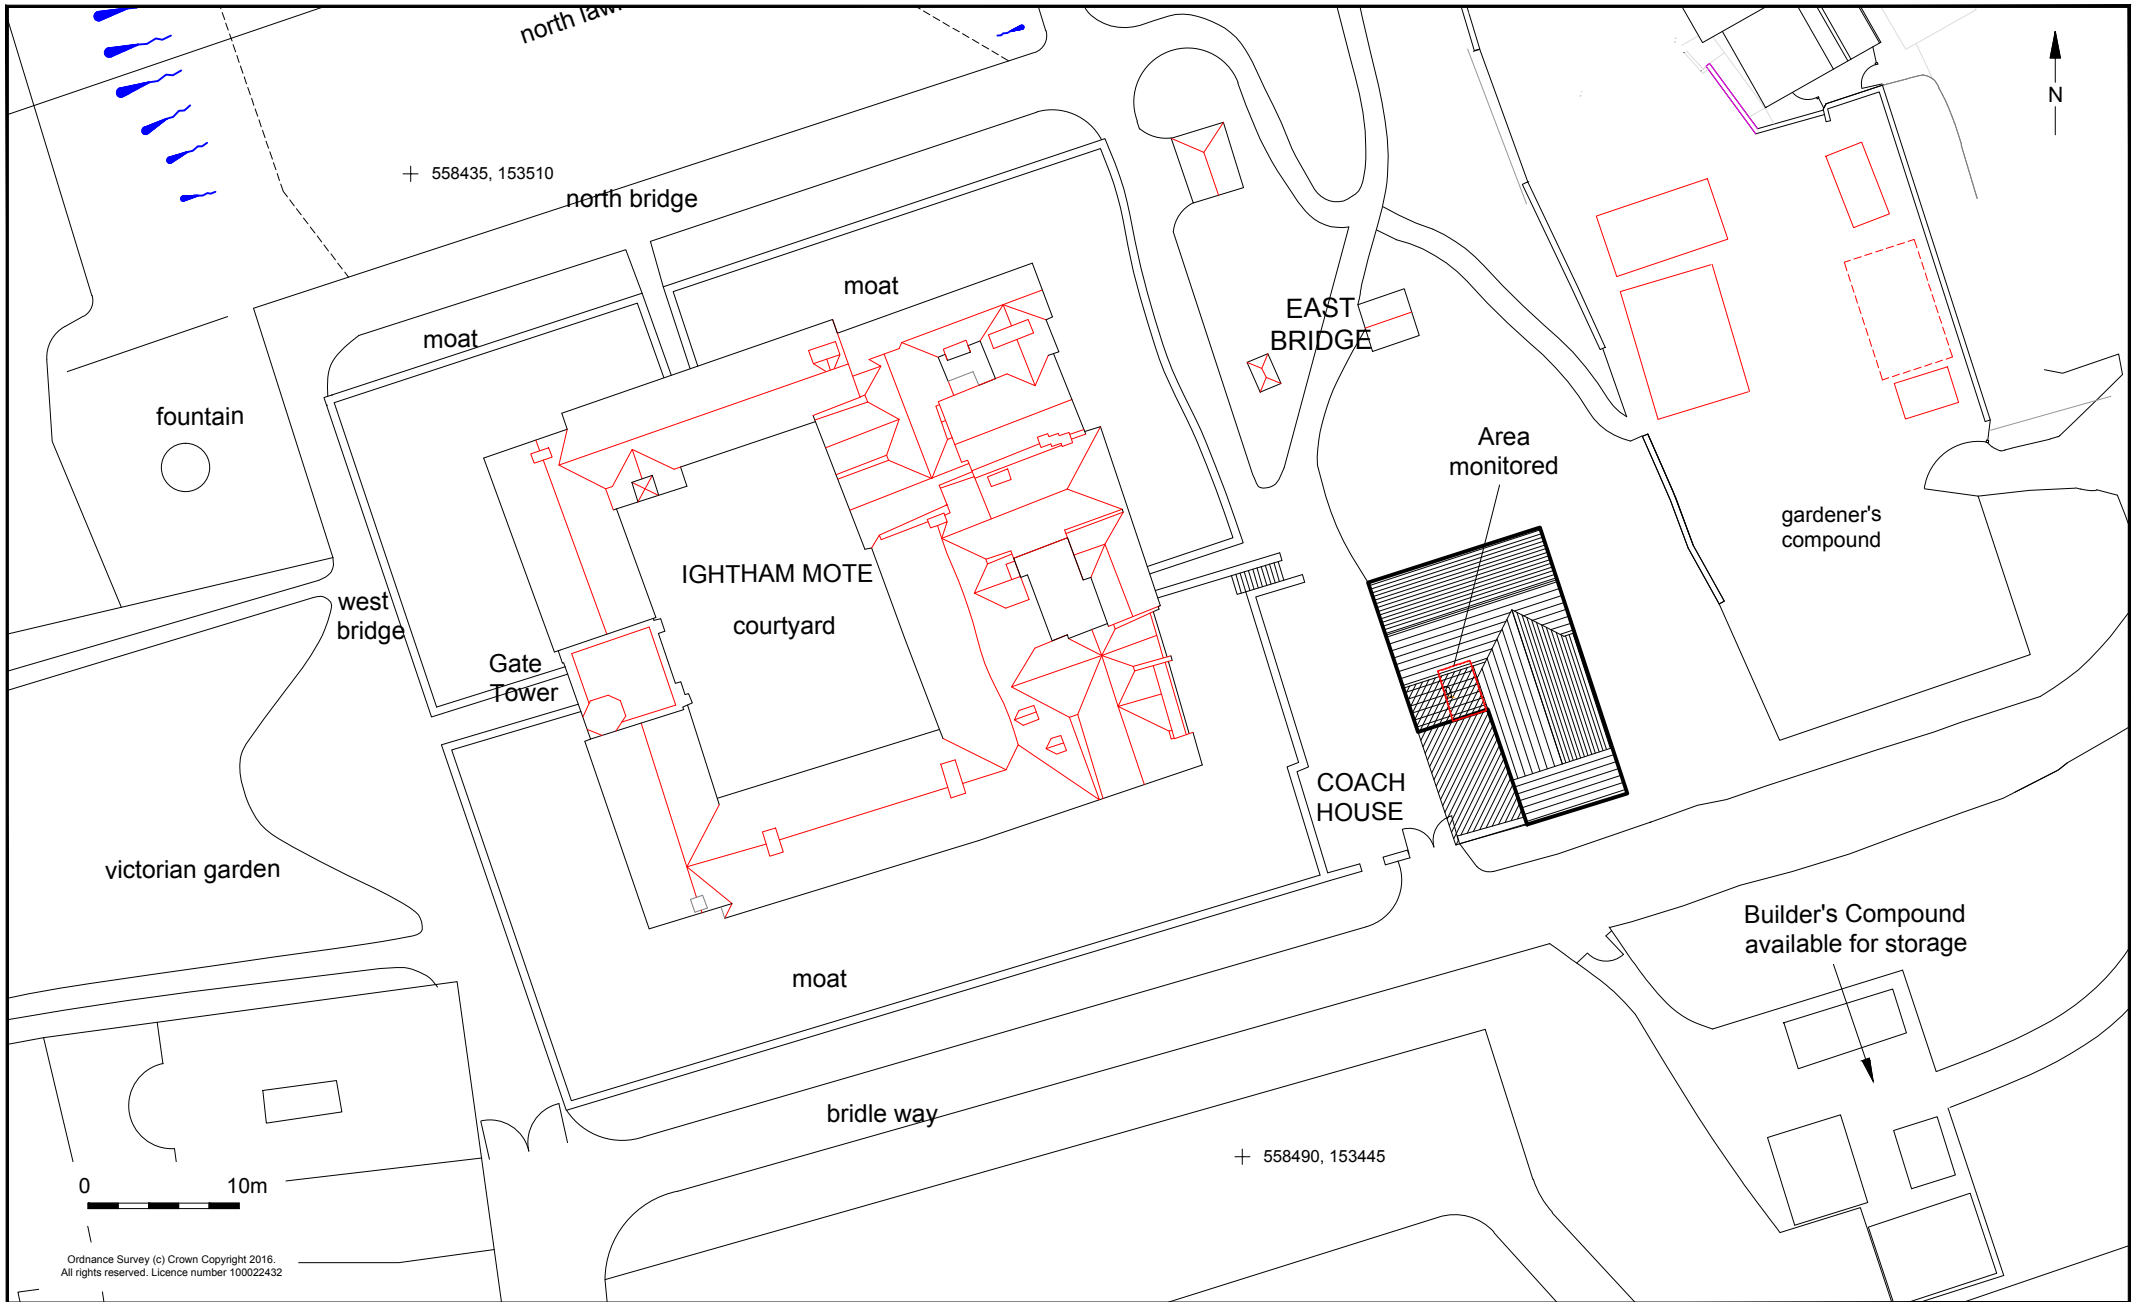 north
N
558435, 153510
north bridge
moat
EAST
BRIDGE
moat
fountain
Area
monitored
gardener's
compound
IGHTHAM MOTE
courtyard
west
bridge
Gate
Tower
COACH
HOUSE
victorian garden
Builder's Compound
available for storage
moat
bridle way
558490, 153445
0 10m
Ordnance Survey (c) Crown Copyright 2016.
All rights reserved. Licence number 100022432